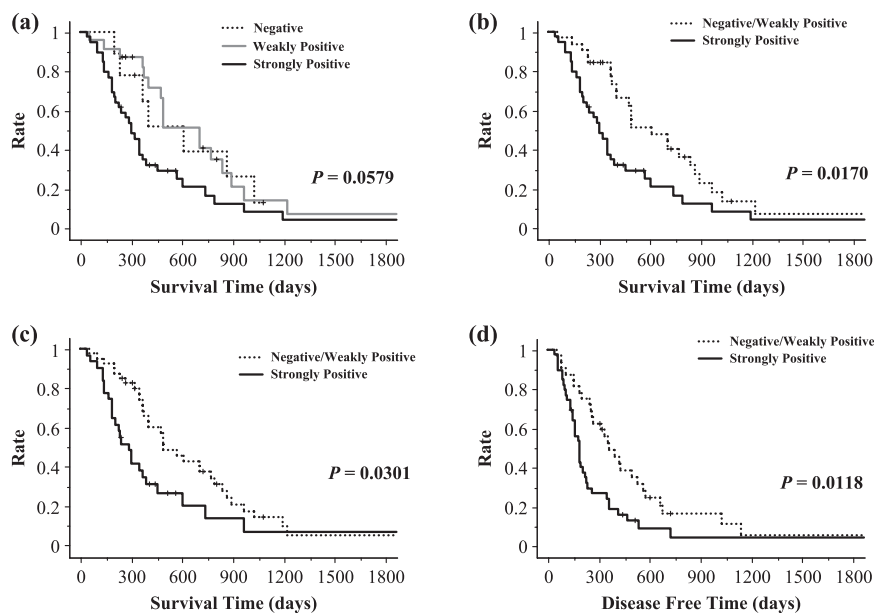 (a)
Negative
Weakly Positive
Strongly Positive
1
0.8
0.6
0.4
0.2
0
Rate
P = 0.0579
0 300 600 900 1200 1500 1800
Survival Time (days)
(b)
Negative/Weakly Positive
Strongly Positive
1
0.8
0.6
0.4
0.2
0
Rate
P = 0.0170
0 300 600 900 1200 1500 1800
Survival Time (days)
(c)
Negative/Weakly Positive
Strongly Positive
1
0.8
0.6
0.4
0.2
0
Rate
P = 0.0301
0 300 600 900 1200 1500 1800
Survival Time (days)
(d)
Negative/Weakly Positive
Strongly Positive
1
0.8
0.6
0.4
0.2
0
Rate
P = 0.0118
0 300 600 900 1200 1500 1800
Disease Free Time (days)